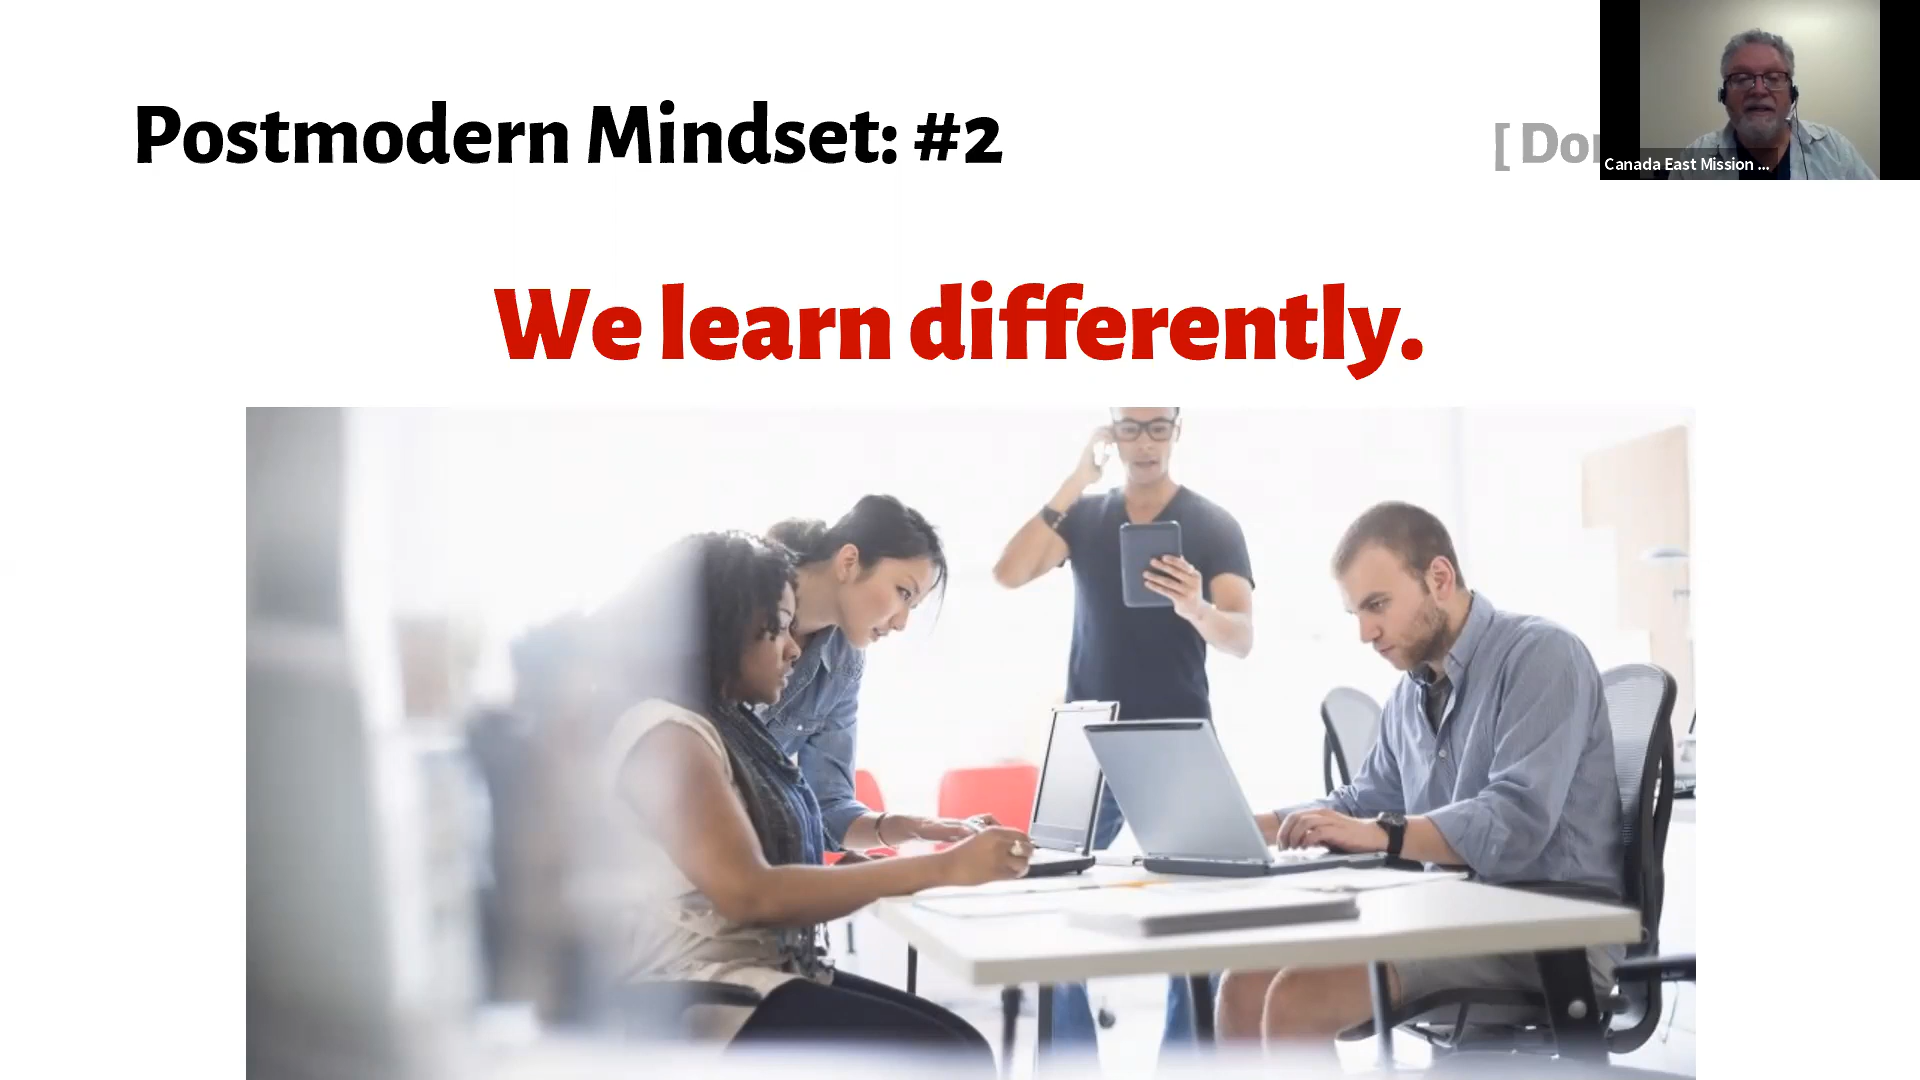 Postmodern Mindset: #2
[ Do
Canada East Mission ...
We learn differently.